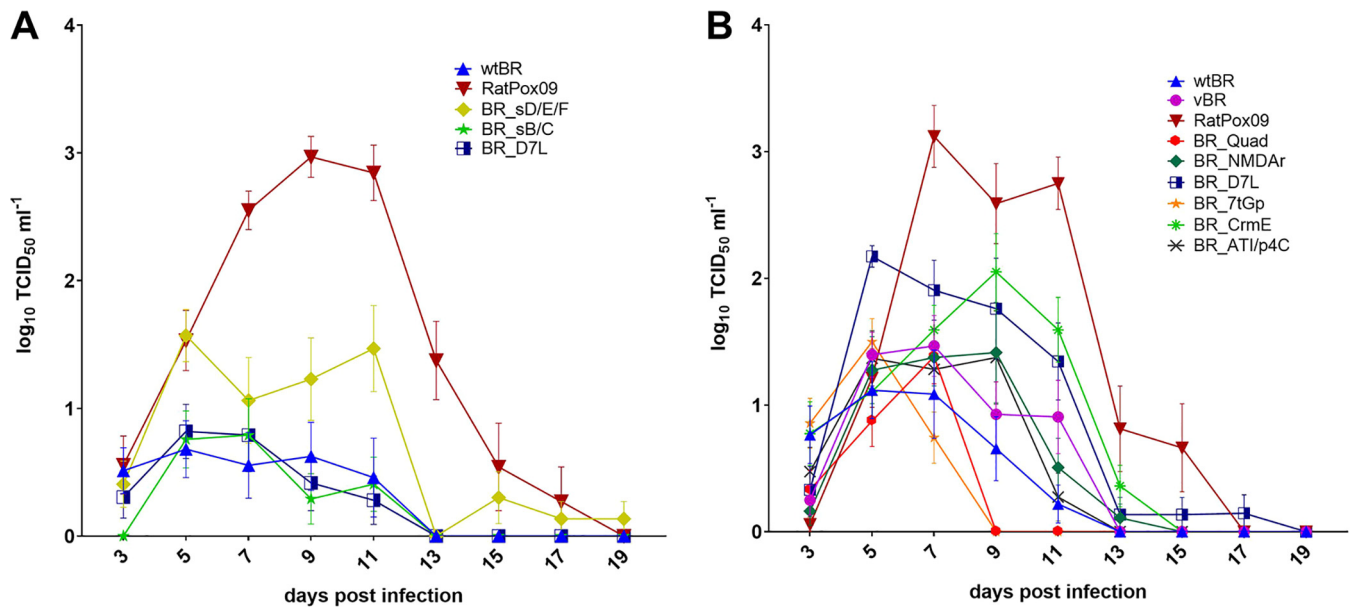 A
log10 TCID50 ml-1
4
3
2
1
0
wtBR
RatPox09
BR_sD/E/F
BR_sB/C
BR_D7L
3 5 7 9 11 13 15 17 19
days post infection
B
log10 TCID50 ml-1
4
3
2
1
0
wtBR
vBR
RatPox09
BR_Quad
BR_NMDAr
BR_D7L
BR_7tGp
BR_CrmE
BR_ATI/p4C
3 5 7 9 11 13 15 17 19
days post infection